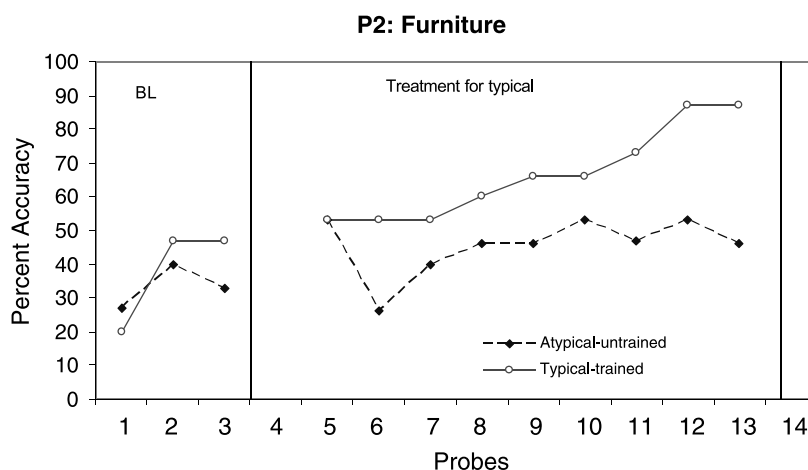 P2: Furniture
100
90
80
70
60
50
40
30
20
10
0
Percent Accuracy
BL
Treatment for typical
Atypical-untrained
Typical-trained
1 2 3 4 5 6 7 8 9 10 11 12 13 14
Probes